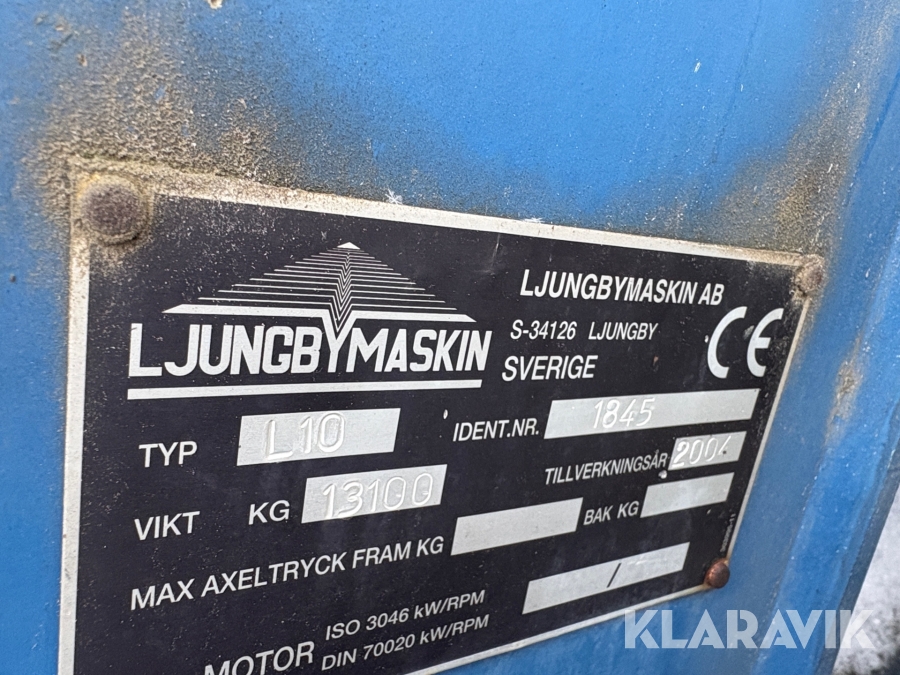 LJUNGBYMASKIN
LJUNGBYMASKIN AB
S-34126 LJUNGBY
SVERIGE
CE
TYP L10
IDENT.NR. 1845
VIKT KG 13100
TILLVERKNINGSÅR 2004
MAX AXELTRYCK FRAM KG
BAK KG
MOTOR
ISO 3046 kW/RPM
DIN 70020 kW/RPM
/
KLARAVIK